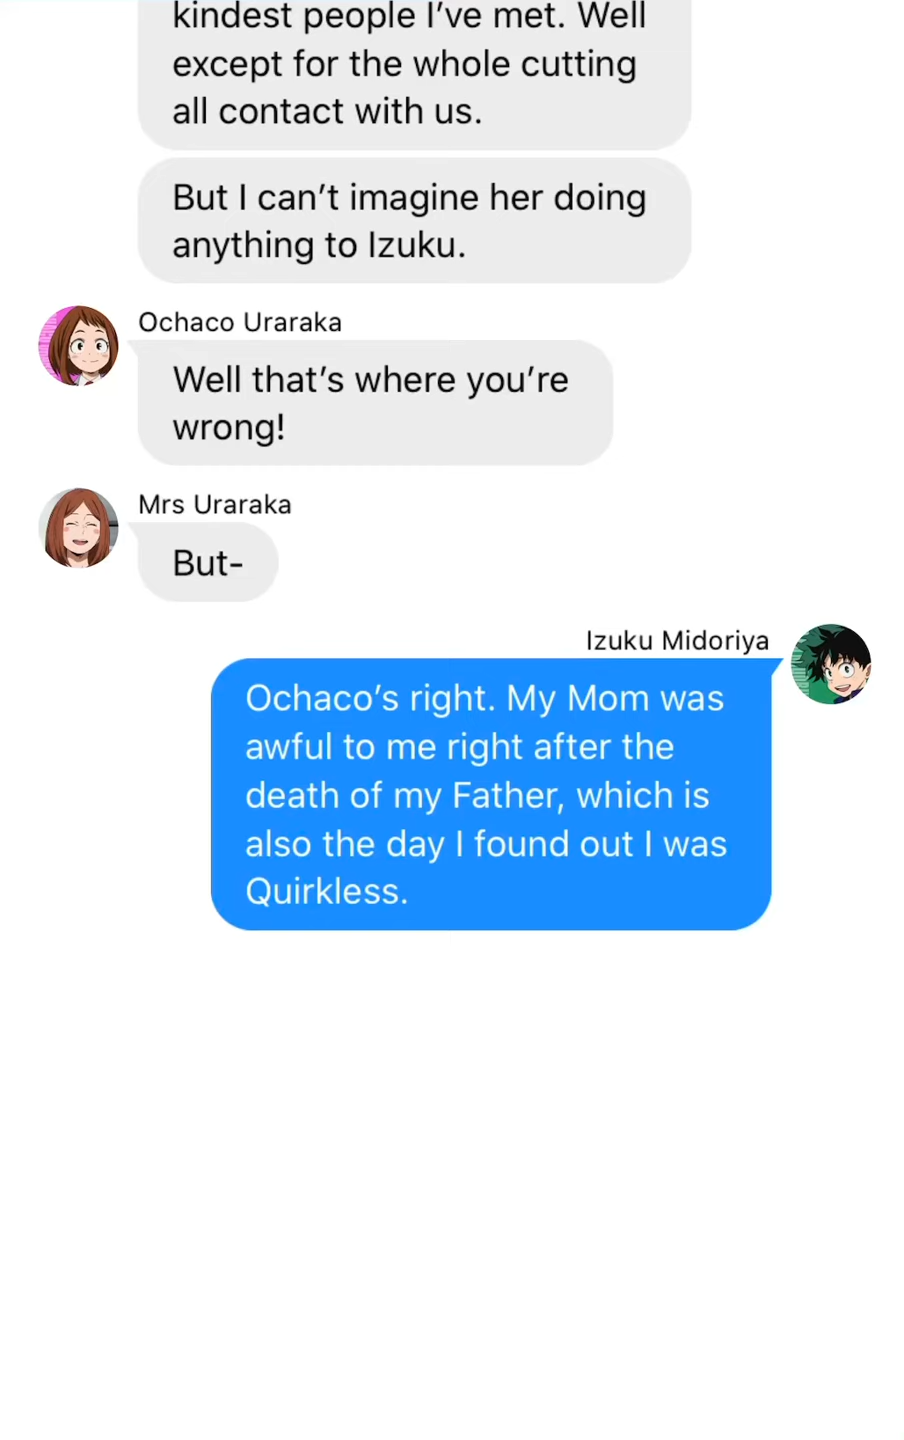 kindest people I’ve met. Well
except for the whole cutting
all contact with us.
But I can’t imagine her doing
anything to Izuku.
Ochaco Uraraka
Well that’s where you’re
wrong!
Mrs Uraraka
But-
Izuku Midoriya
Ochaco’s right. My Mom was
awful to me right after the
death of my Father, which is
also the day I found out I was
Quirkless.